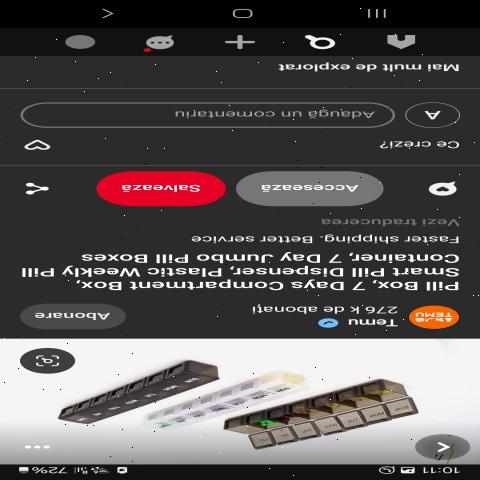 10:11
72%
TEMU
Temu
276 k de abonați
Abonare
Pill Box, 7 Days Compartment Box,
Smart Pill Dispenser, Plastic Weekly Pill
Container, 7 Day Jumbo Pill Boxes
Faster shipping. Better service
Vezi traducerea
Accesează
Salvează
Ce crezi?
A
Adaugă un comentariu
Mai mult de explorat